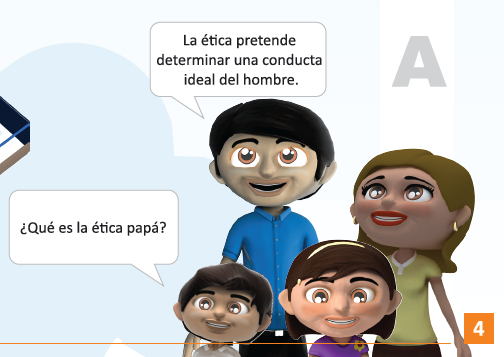 La ética pretende
determinar una conducta
ideal del hombre.
A
¿Qué es la ética papá?
4